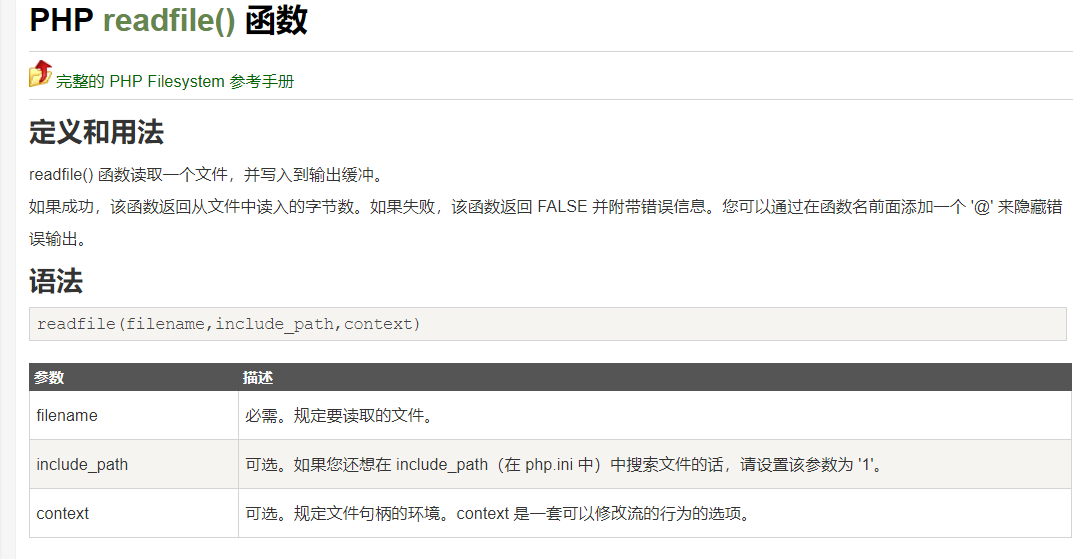 PHP readfile() 函数
完整的 PHP Filesystem 参考手册
定义和用法
readfile() 函数读取一个文件，并写入到输出缓冲。
如果成功，该函数返回从文件中读入的字节数。如果失败，该函数返回 FALSE 并附带错误信息。您可以通过在函数名前面添加一个 '@' 来隐藏错
误输出。
语法
readfile(filename,include_path,context)
参数 描述
filename 必需。规定要读取的文件。
include_path 可选。如果您还想在 include_path（在 php.ini 中）中搜索文件的话，请设置该参数为 '1'。
context 可选。规定文件句柄的环境。context 是一套可以修改流的行为的选项。